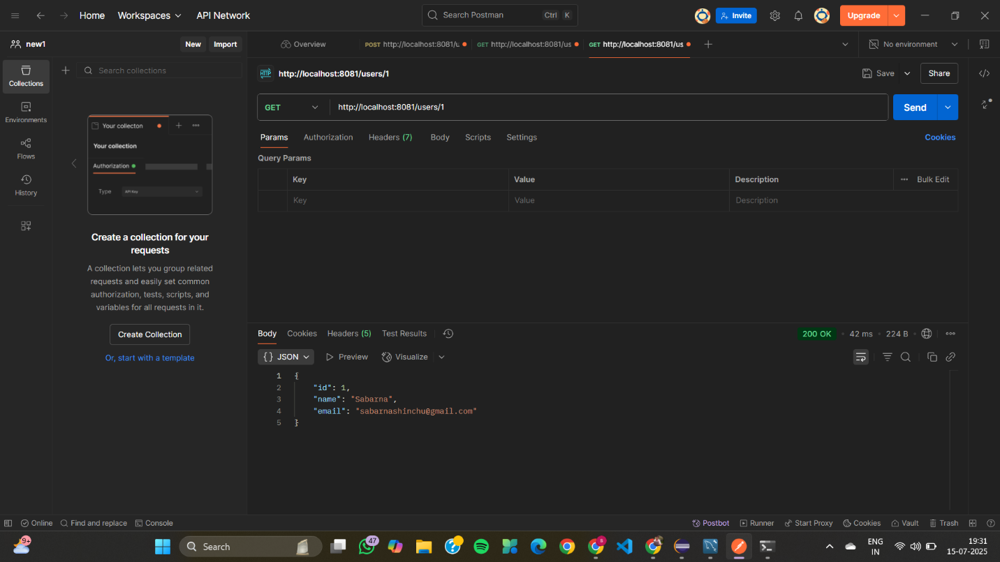 Home
Workspaces
API Network
Search Postman
Ctrl
K
Invite
Upgrade
new1
New
Import
Overview
POST http://localhost:8081/u
GET http://localhost:8081/us
GET http://localhost:8081/us
No environment
Collections
Environments
Flows
History
Search collections
Your collecton
Your collection
Authorization
Type
API Key
Create a collection for your
requests
A collection lets you group related
requests and easily set common
authorization, tests, scripts, and
variables for all requests in it.
Create Collection
Or, start with a template
HTTP
http://localhost:8081/users/1
Save
Share
GET
http://localhost:8081/users/1
Send
Params
Authorization
Headers (7)
Body
Scripts
Settings
Cookies
Query Params
Key
Value
Description
Bulk Edit
Key
Value
Description
Body
Cookies
Headers (5)
Test Results
200 OK
42 ms
224 B
{} JSON
Preview
Visualize
1 {
2 "id": 1,
3 "name": "Sabarna",
4 "email": "sabarnashinchu@gmail.com"
5 }
Online
Find and replace
Console
Postbot
Runner
Start Proxy
Cookies
Vault
Trash
9+
Search
47
8
ENG
IN
19:31
15-07-2025